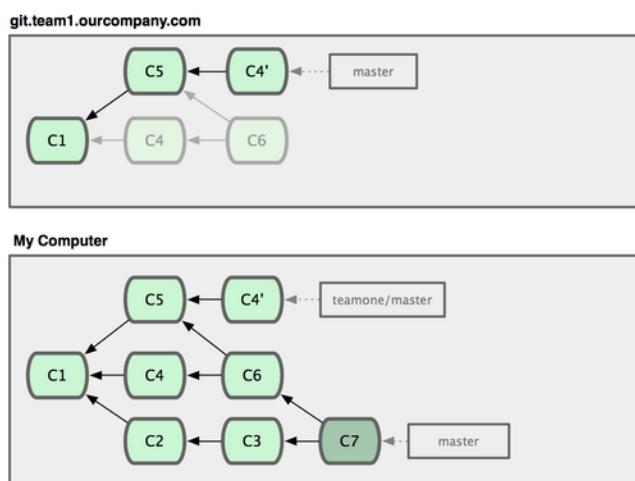 git.team1.ourcompany.com
C5 C4' master
C1 C4 C6
My Computer
C5 C4' teamone/master
C1 C4 C6
C2 C3 C7 master